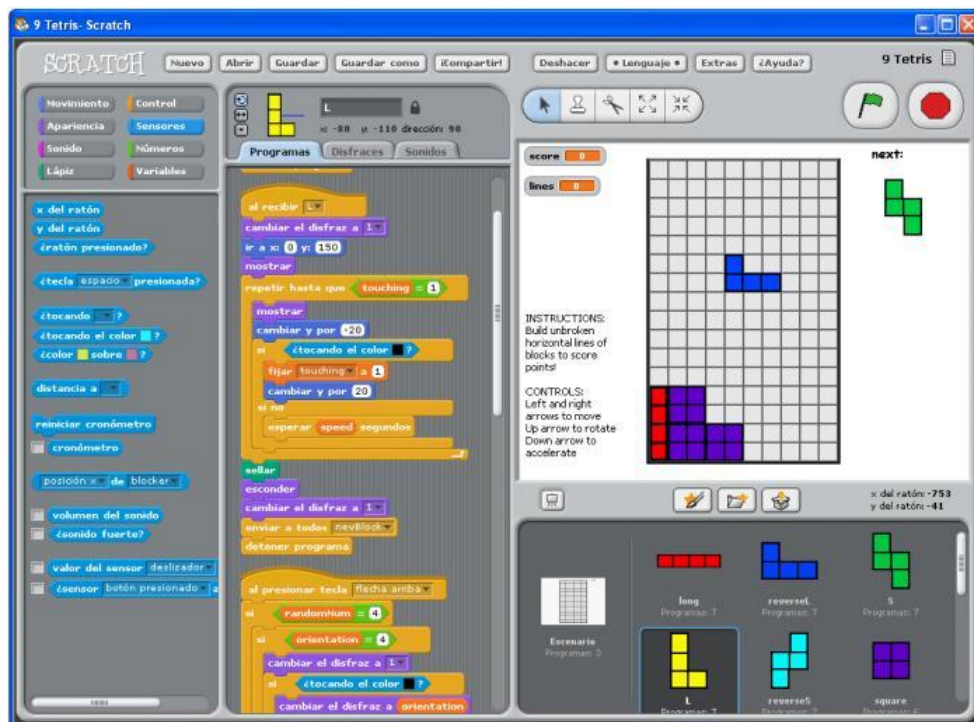 9 Tetris- Scratch
SCRATCH
Nuevo
Abrir
Guardar
Guardar como
¡Compartir!
Deshacer
• Lenguaje •
Extras
¿Ayuda?
9 Tetris
Movimiento
Control
Apariencia
Sensores
Sonido
Números
Lápiz
Variables
x del ratón
y del ratón
¿ratón presionado?
¿tecla espacio presionada?
¿tocando ?
¿tocando el color ?
¿color sobre ?
distancia a
reiniciar cronómetro
cronómetro
posición x de blocker
volumen del sonido
¿sonido fuerte?
valor del sensor deslizador
¿sensor botón presionado a
L
x: -80 y: -110 dirección: 90
Programas
Disfraces
Sonidos
al recibir L
cambiar el disfraz a 1
ir a x: 0 y: 150
mostrar
repetir hasta que touching = 1
mostrar
cambiar y por -20
si ¿tocando el color ?
fijar touching a 1
cambiar y por 20
si no
esperar speed segundos
sellar
esconder
cambiar el disfraz a 1
enviar a todos newBlock
detener programa
al presionar tecla flecha arriba
si randomNum = 4
si orientation = 4
cambiar el disfraz a 1
si ¿tocando el color ?
cambiar el disfraz a orientation
score 0
lines 0
next:
INSTRUCTIONS:
Build unbroken
horizontal lines of
blocks to score
points!
CONTROLS:
Left and right
arrows to move
Up arrow to rotate
Down arrow to
accelerate
x del ratón: -753
y del ratón: -41
Escenario
Programas: 3
long
Programas: 7
reverseL
Programas: 7
S
Programas: 7
L
Programas: 7
reverseS
Programas: 7
square
Programas: 6